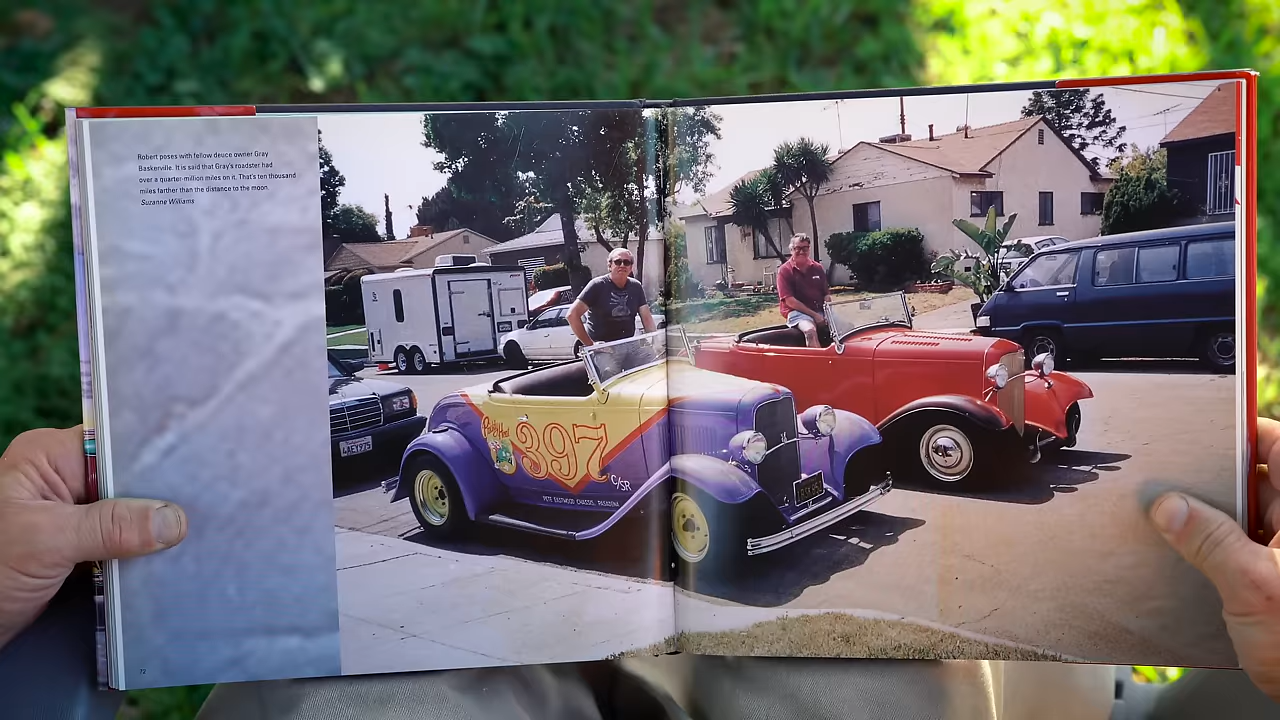 Robert poses with fellow deuce owner Gray
Baskerville. It is said that Gray's roadster had
over a quarter-million miles on it. That's ten thousand
miles farther than the distance to the moon.
Suzanne Williams
397
C/SR
PETE EASTWOOD CHASSIS, PASADENA
72